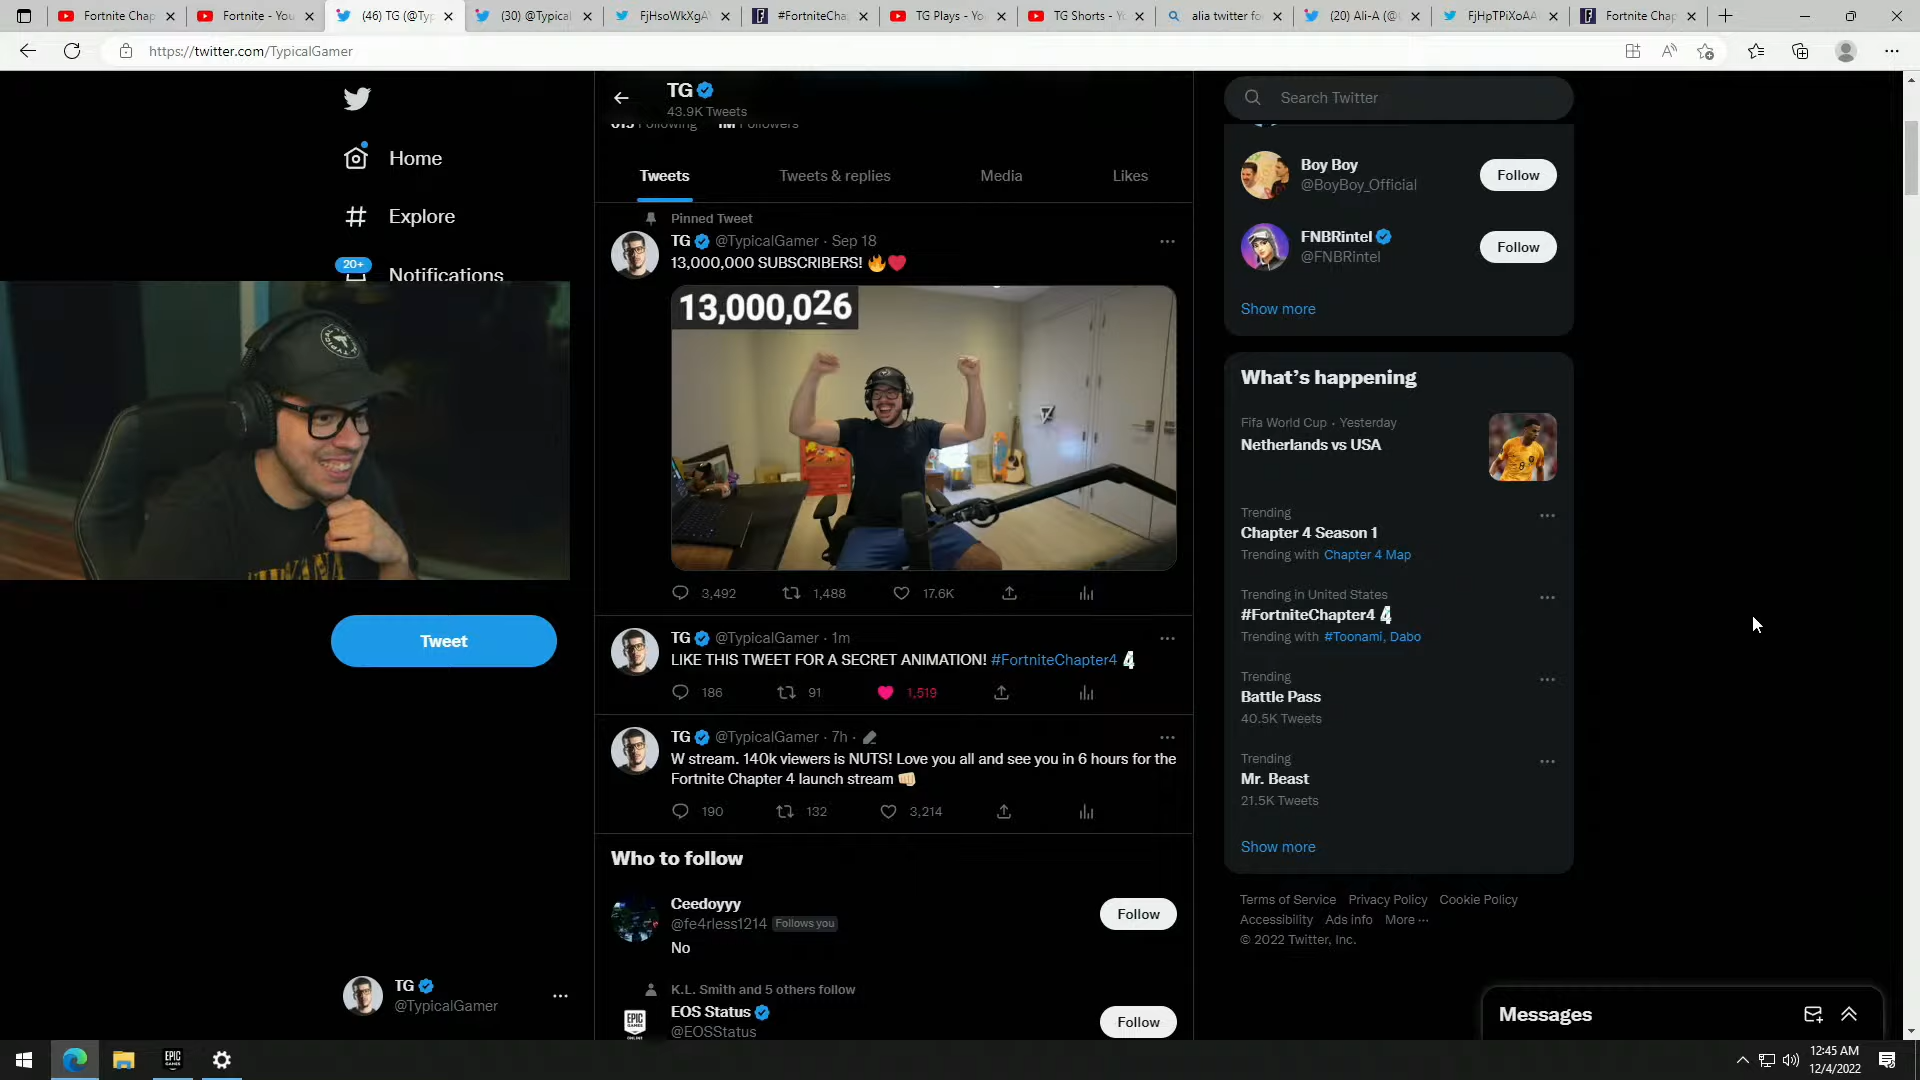 Fortnite Chap
Fortnite - You
(46) TG (@Typ
(30) @Typical
FjHsoWkXgA
#FortniteCha
TG Plays - Yo
TG Shorts - Y
alia twitter fo
(20) Ali-A (@
FjHpTPiXoAA
Fortnite Chap
https://twitter.com/TypicalGamer
TG
43.9K Tweets
Following 1M Followers
Home
Explore
20+
Notifications
Tweet
TG
@TypicalGamer
Tweets
Tweets & replies
Media
Likes
Pinned Tweet
TG @TypicalGamer · Sep 18
13,000,000 SUBSCRIBERS! 🔥❤️
13,000,026
3,492 1,488 17.6K
TG @TypicalGamer · 1m
LIKE THIS TWEET FOR A SECRET ANIMATION! #FortniteChapter4
186 91 1,519
TG @TypicalGamer · 7h ·
W stream. 140k viewers is NUTS! Love you all and see you in 6 hours for the
Fortnite Chapter 4 launch stream 👊🏻
190 132 3,214
Who to follow
Ceedoyyy
@fe4rless1214 Follows you
No
Follow
K.L. Smith and 5 others follow
EOS Status
@EOSStatus
Follow
EPIC
GAMES
ONLINE
Search Twitter
Boy Boy
@BoyBoy_Official
Follow
FNBRintel
@FNBRintel
Follow
Show more
What's happening
Fifa World Cup · Yesterday
Netherlands vs USA
Trending
Chapter 4 Season 1
Trending with Chapter 4 Map
Trending in United States
#FortniteChapter4
Trending with #Toonami, Dabo
Trending
Battle Pass
40.5K Tweets
Trending
Mr. Beast
21.5K Tweets
Show more
Terms of Service Privacy Policy Cookie Policy
Accessibility Ads info More ···
© 2022 Twitter, Inc.
Messages
EPIC
GAMES
12:45 AM
12/4/2022